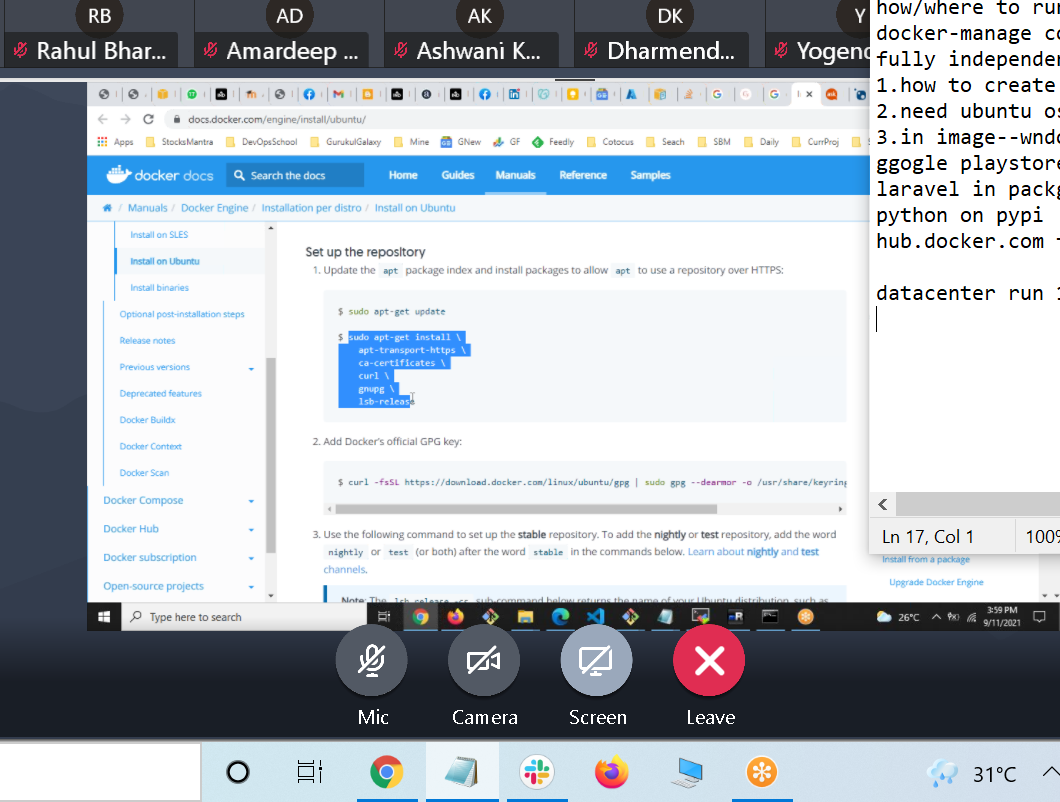 RB
AD
AK
DK
Y
Rahul Bhar...
Amardeep ...
Ashwani K...
Dharmend...
Yogend
how/where to run
docker-manage co
fully independen
1.how to create
2.need ubuntu os
3.in image--wndo
ggogle playstore
laravel in packg
python on pypi
hub.docker.com
datacenter run 1
Ln 17, Col 1
100%
docs.docker.com/engine/install/ubuntu/
Apps StocksMantra DevOpsSchool GurukulGalaxy Mine GNew GF Feedly Cotocus Seach SBM Daily CurrProj
docker docs Search the docs Home Guides Manuals Reference Samples
/ Manuals / Docker Engine / Installation per distro / Install on Ubuntu
Install on SLES
Install on Ubuntu
Install binaries
Optional post-installation steps
Release notes
Previous versions
Deprecated features
Docker Buildx
Docker Context
Docker Scan
Docker Compose
Docker Hub
Docker subscription
Open-source projects
Set up the repository
1. Update the apt package index and install packages to allow apt to use a repository over HTTPS:
$ sudo apt-get update
$ sudo apt-get install \
apt-transport-https \
ca-certificates \
curl \
gnupg \
lsb-release
2. Add Docker's official GPG key:
$ curl -fsSL https://download.docker.com/linux/ubuntu/gpg | sudo gpg --dearmor -o /usr/share/keyring
3. Use the following command to set up the stable repository. To add the nightly or test repository, add the word
nightly or test (or both) after the word stable in the commands below. Learn about nightly and test
channels.
Note: The lsb_release -cs sub-command below returns the name of your Ubuntu distribution, such as
Install from a package
Upgrade Docker Engine
Type here to search
26°C
3:59 PM
9/11/2021
Mic
Camera
Screen
Leave
31°C